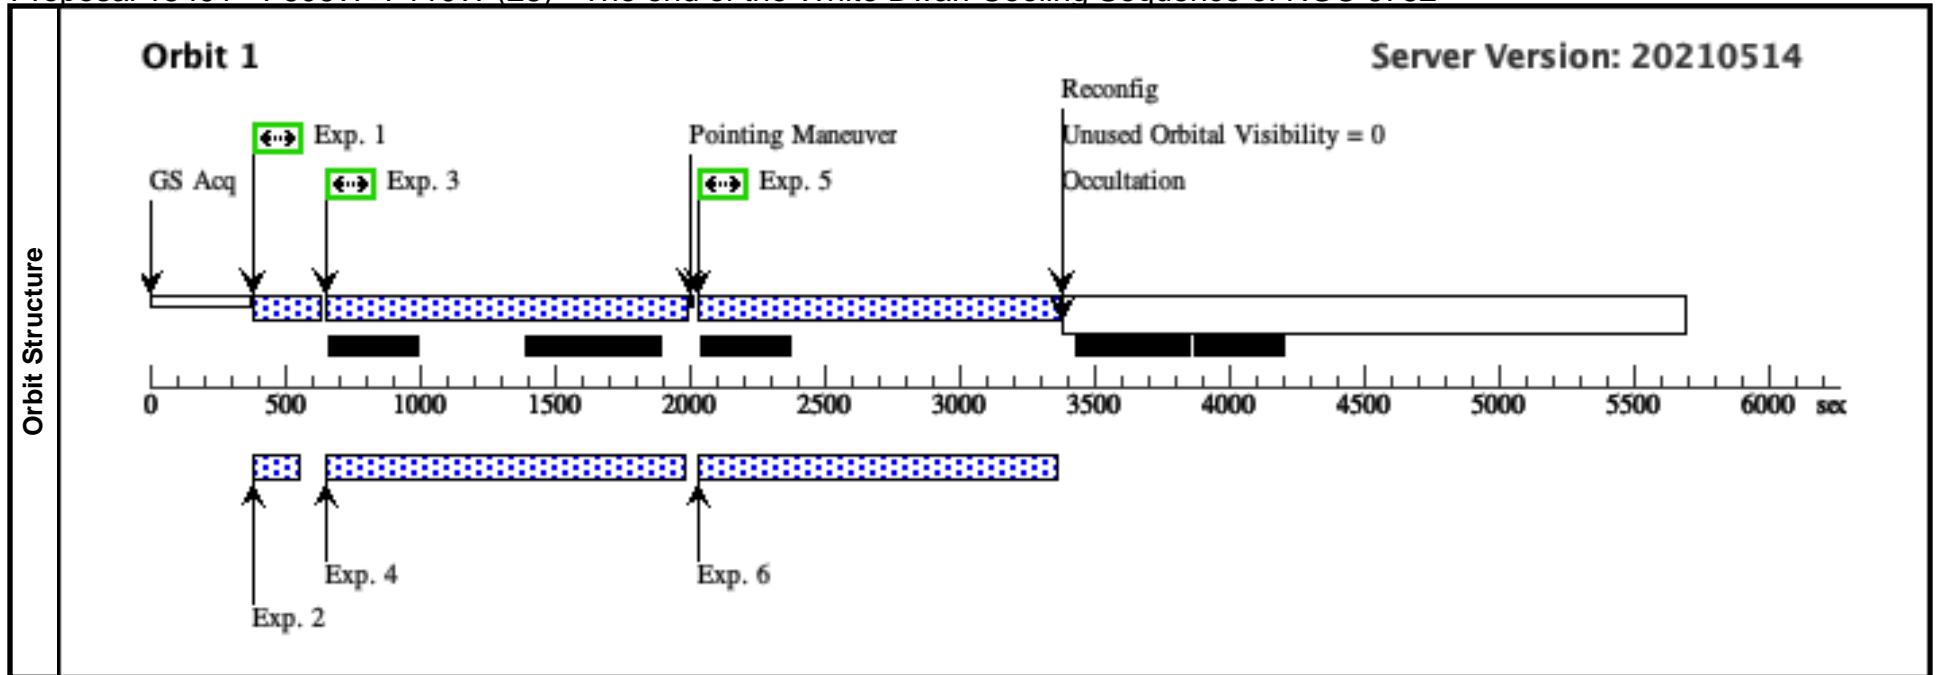 Orbit 1
Server Version: 20210514
Reconfig
Exp. 1
Pointing Maneuver
Unused Orbital Visibility = 0
GS Acq
Exp. 3
Exp. 5
Occultation
Orbit Structure
0 500 1000 1500 2000 2500 3000 3500 4000 4500 5000 5500 6000 sec
Exp. 4
Exp. 6
Exp. 2